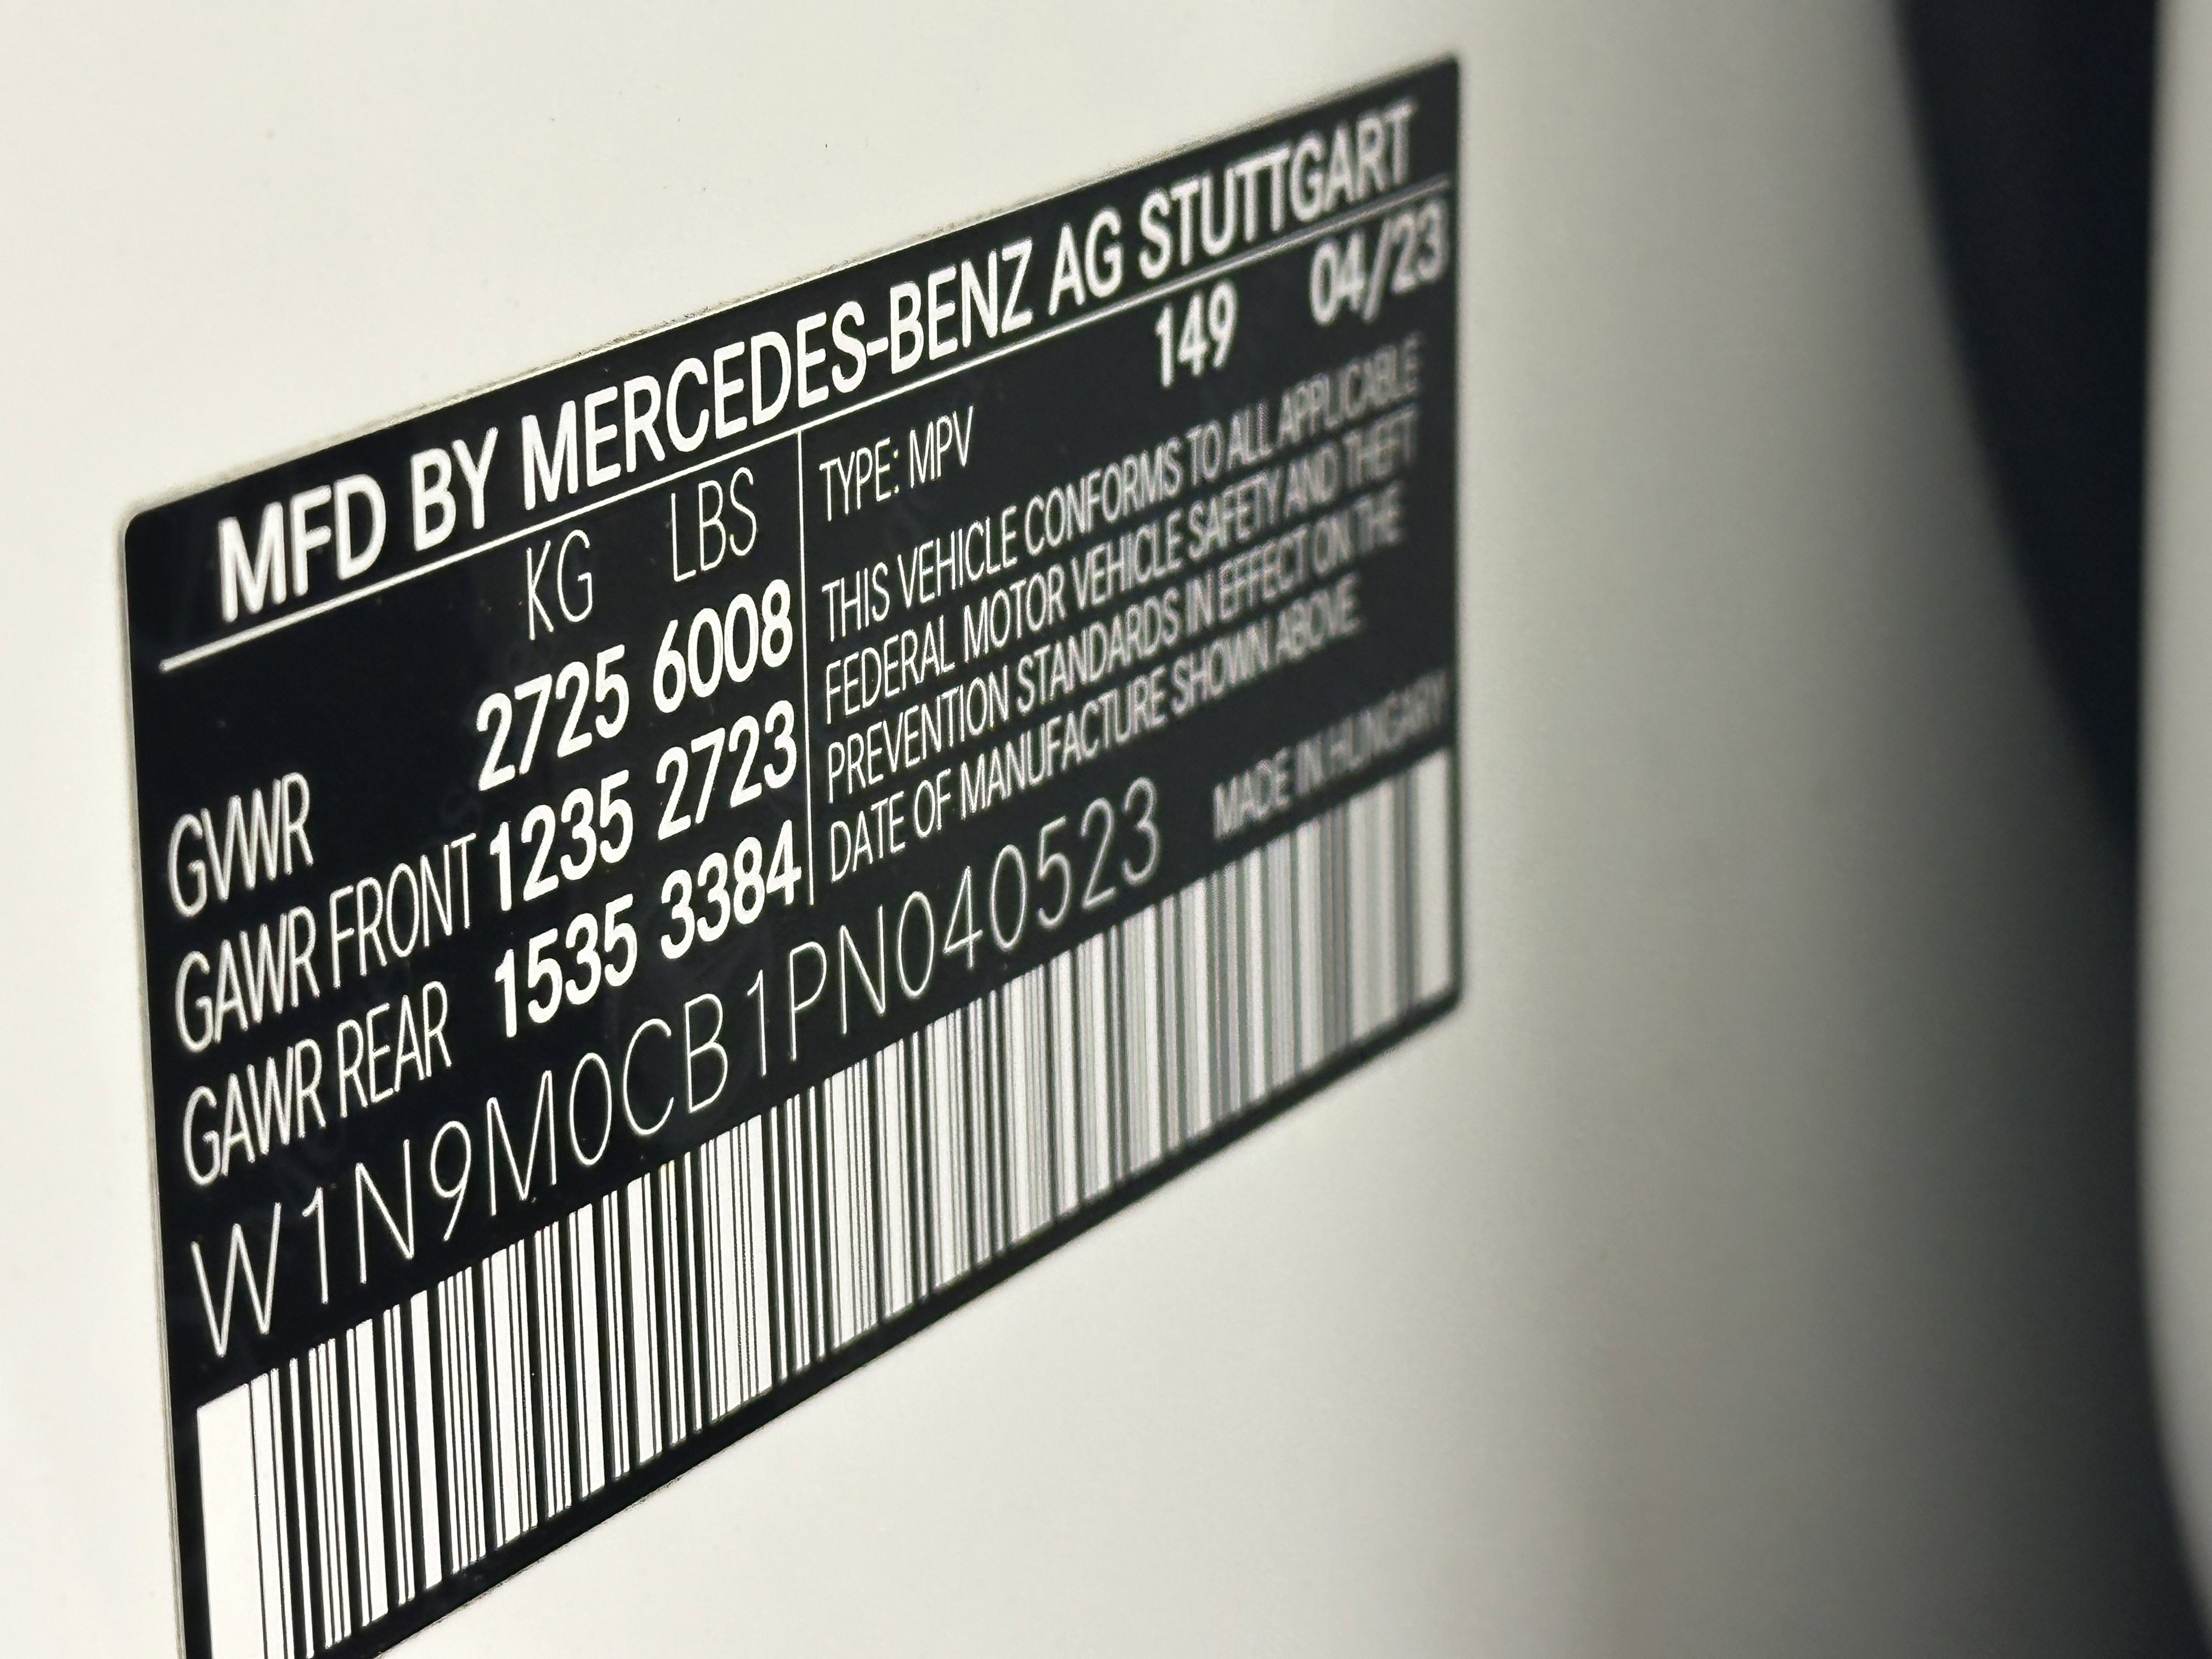 MFD BY MERCEDES-BENZ AG STUTTGART
149 04/23
KG LBS
GVWR 2725 6008
GAWR FRONT 1235 2723
GAWR REAR 1535 3384
TYPE: MPV
THIS VEHICLE CONFORMS TO ALL APPLICABLE
FEDERAL MOTOR VEHICLE SAFETY AND THEFT
PREVENTION STANDARDS IN EFFECT ON THE
DATE OF MANUFACTURE SHOWN ABOVE.
W1N9M0CB1PN040523 MADE IN HUNGARY